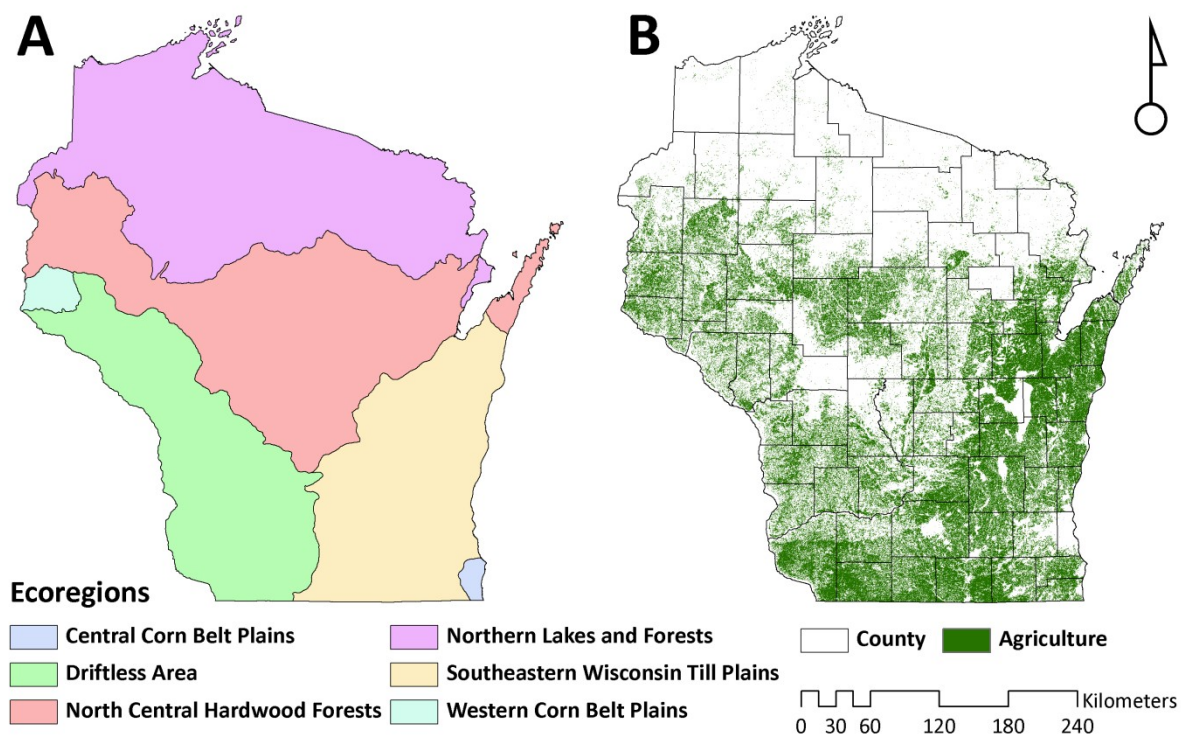 A
B
Ecoregions
Central Corn Belt Plains
Driftless Area
North Central Hardwood Forests
Northern Lakes and Forests
Southeastern Wisconsin Till Plains
Western Corn Belt Plains
County
Agriculture
Kilometers
0 30 60 120 180 240